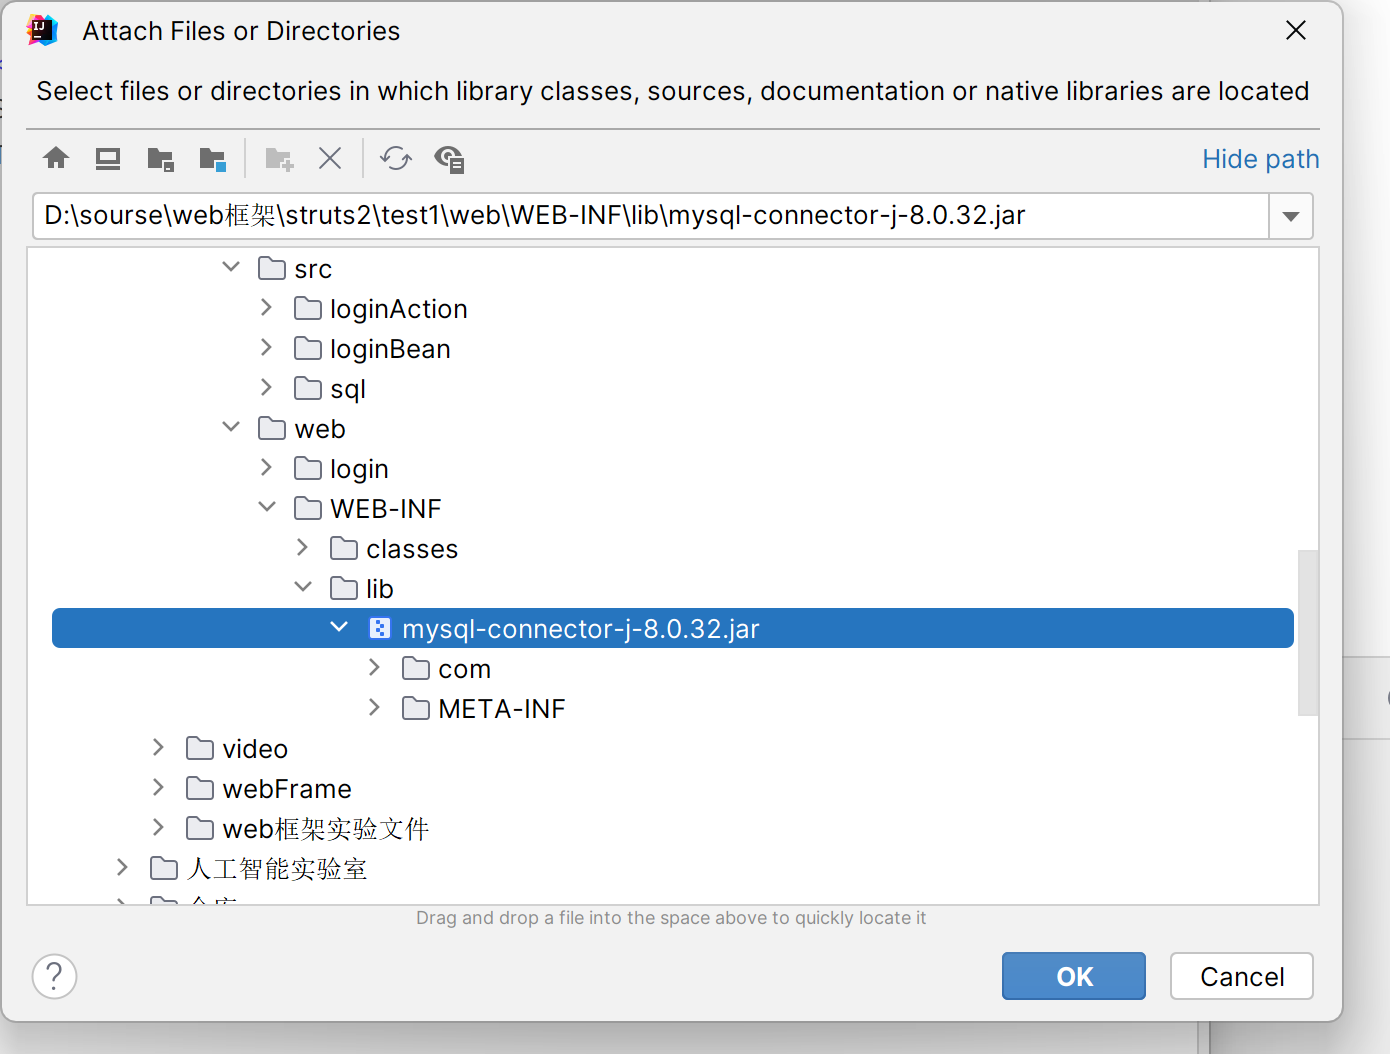 Attach Files or Directories
Select files or directories in which library classes, sources, documentation or native libraries are located
Hide path
D:\sourse\web框架\struts2\test1\web\WEB-INF\lib\mysql-connector-j-8.0.32.jar
src
loginAction
loginBean
sql
web
login
WEB-INF
classes
lib
mysql-connector-j-8.0.32.jar
com
META-INF
video
webFrame
web框架实验文件
人工智能实验室
Drag and drop a file into the space above to quickly locate it
?
OK
Cancel